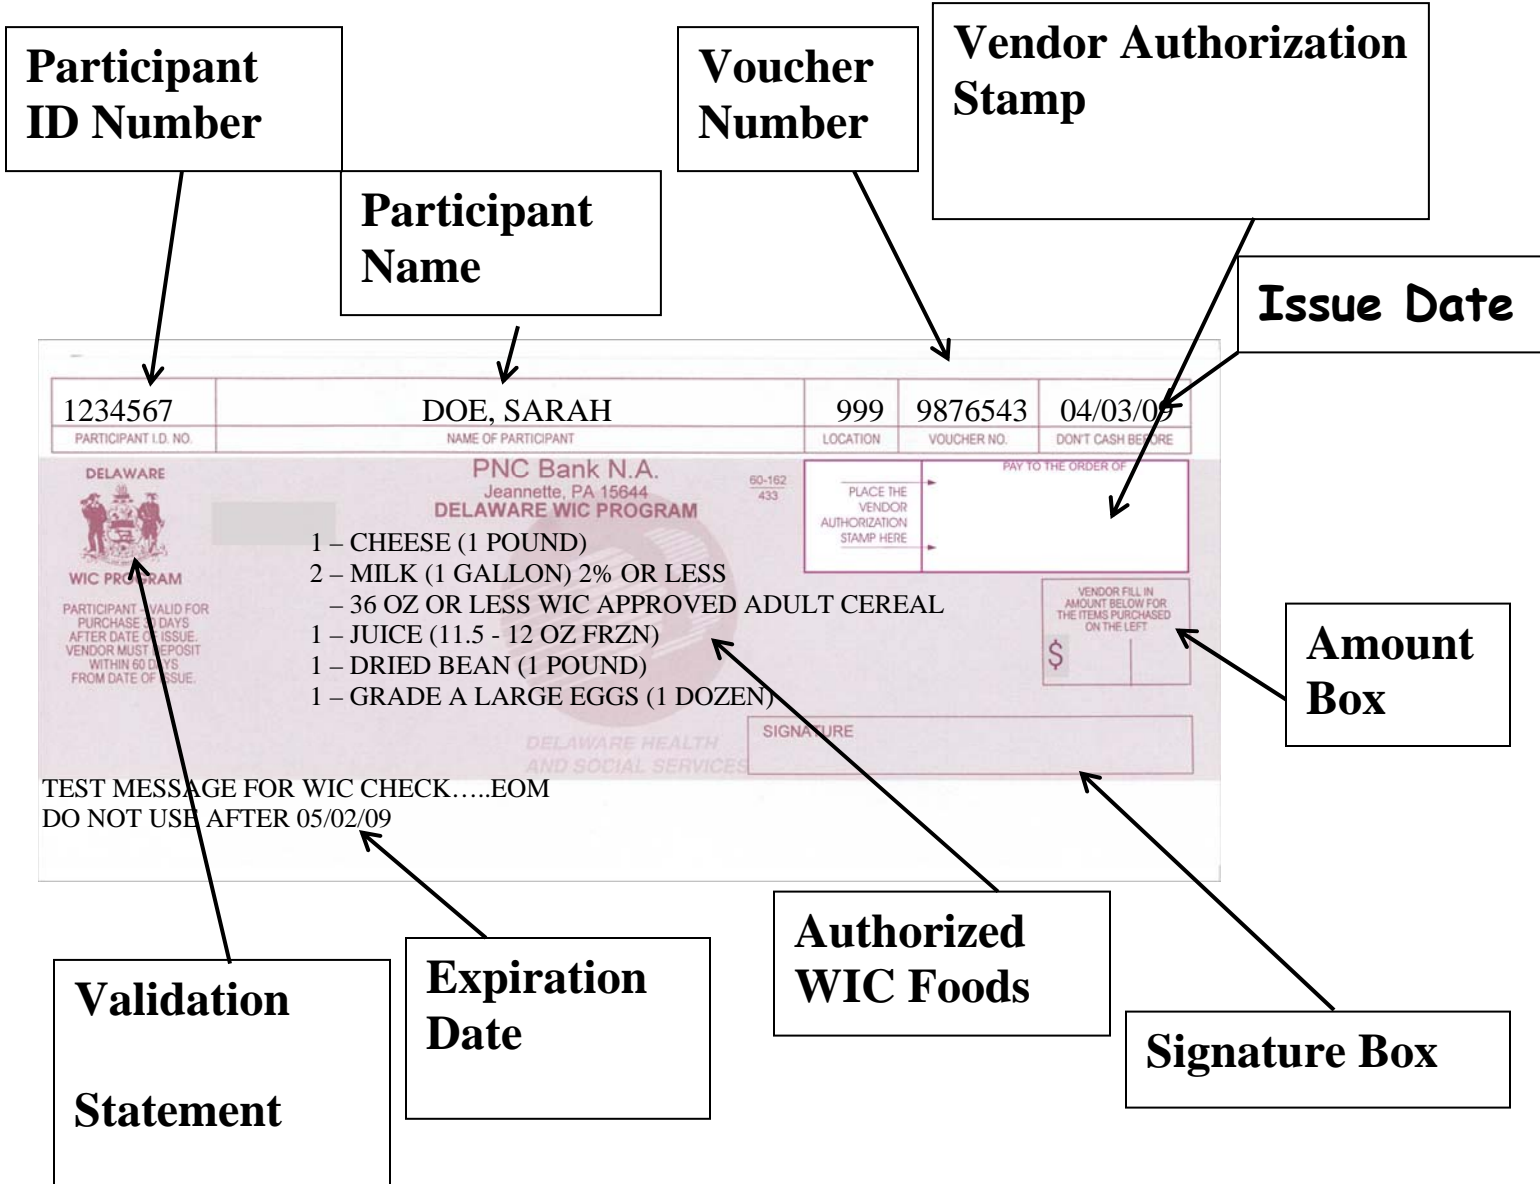 Participant
ID Number
Voucher
Number
Vendor Authorization
Stamp
Participant
Name
Issue Date
1234567
DOE, SARAH
999
9876543
04/03/09
PARTICIPANT I.D. NO.
NAME OF PARTICIPANT
LOCATION
VOUCHER NO.
DON'T CASH BEFORE
DELAWARE
WIC PROGRAM
PARTICIPANT – VALID FOR
PURCHASE 30 DAYS
AFTER DATE OF ISSUE.
VENDOR MUST DEPOSIT
WITHIN 60 DAYS
FROM DATE OF ISSUE.
PNC Bank N.A.
Jeannette, PA 15644
DELAWARE WIC PROGRAM
60-162
433
1 – CHEESE (1 POUND)
2 – MILK (1 GALLON) 2% OR LESS
– 36 OZ OR LESS WIC APPROVED ADULT CEREAL
1 – JUICE (11.5 - 12 OZ FRZN)
1 – DRIED BEAN (1 POUND)
1 – GRADE A LARGE EGGS (1 DOZEN)
PAY TO THE ORDER OF
PLACE THE
VENDOR
AUTHORIZATION
STAMP HERE
VENDOR FILL IN
AMOUNT BELOW FOR
THE ITEMS PURCHASED
ON THE LEFT
$
SIGNATURE
DELAWARE HEALTH
AND SOCIAL SERVICES
TEST MESSAGE FOR WIC CHECK…..EOM
DO NOT USE AFTER 05/02/09
Amount
Box
Validation
Statement
Expiration
Date
Authorized
WIC Foods
Signature Box